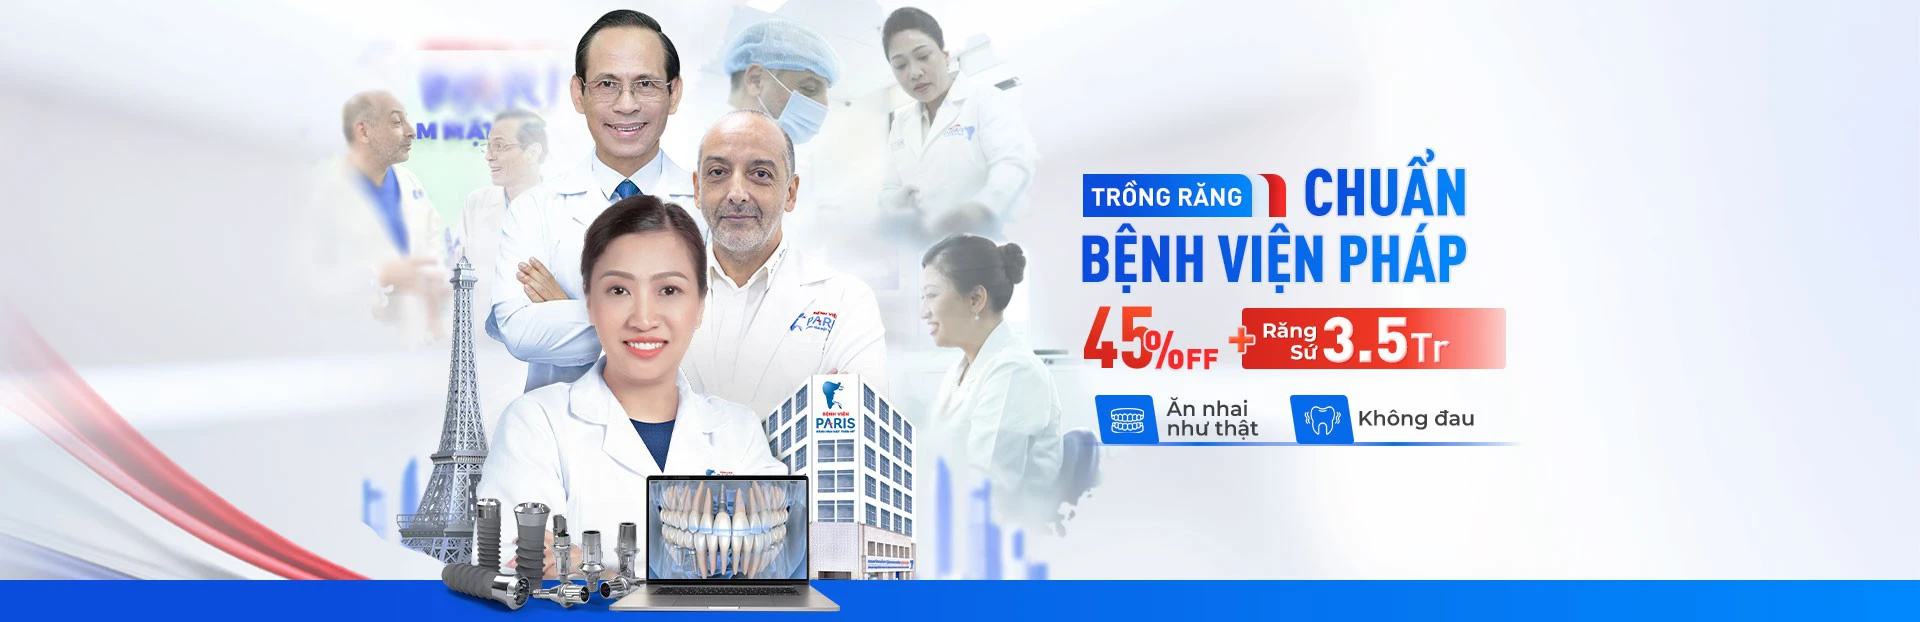 TRỒNG RĂNG CHUẨN
BỆNH VIỆN PHÁP
45%OFF + Răng Sứ 3.5Tr
Ăn nhai
như thật
Không đau
BỆNH VIỆN
PARIS